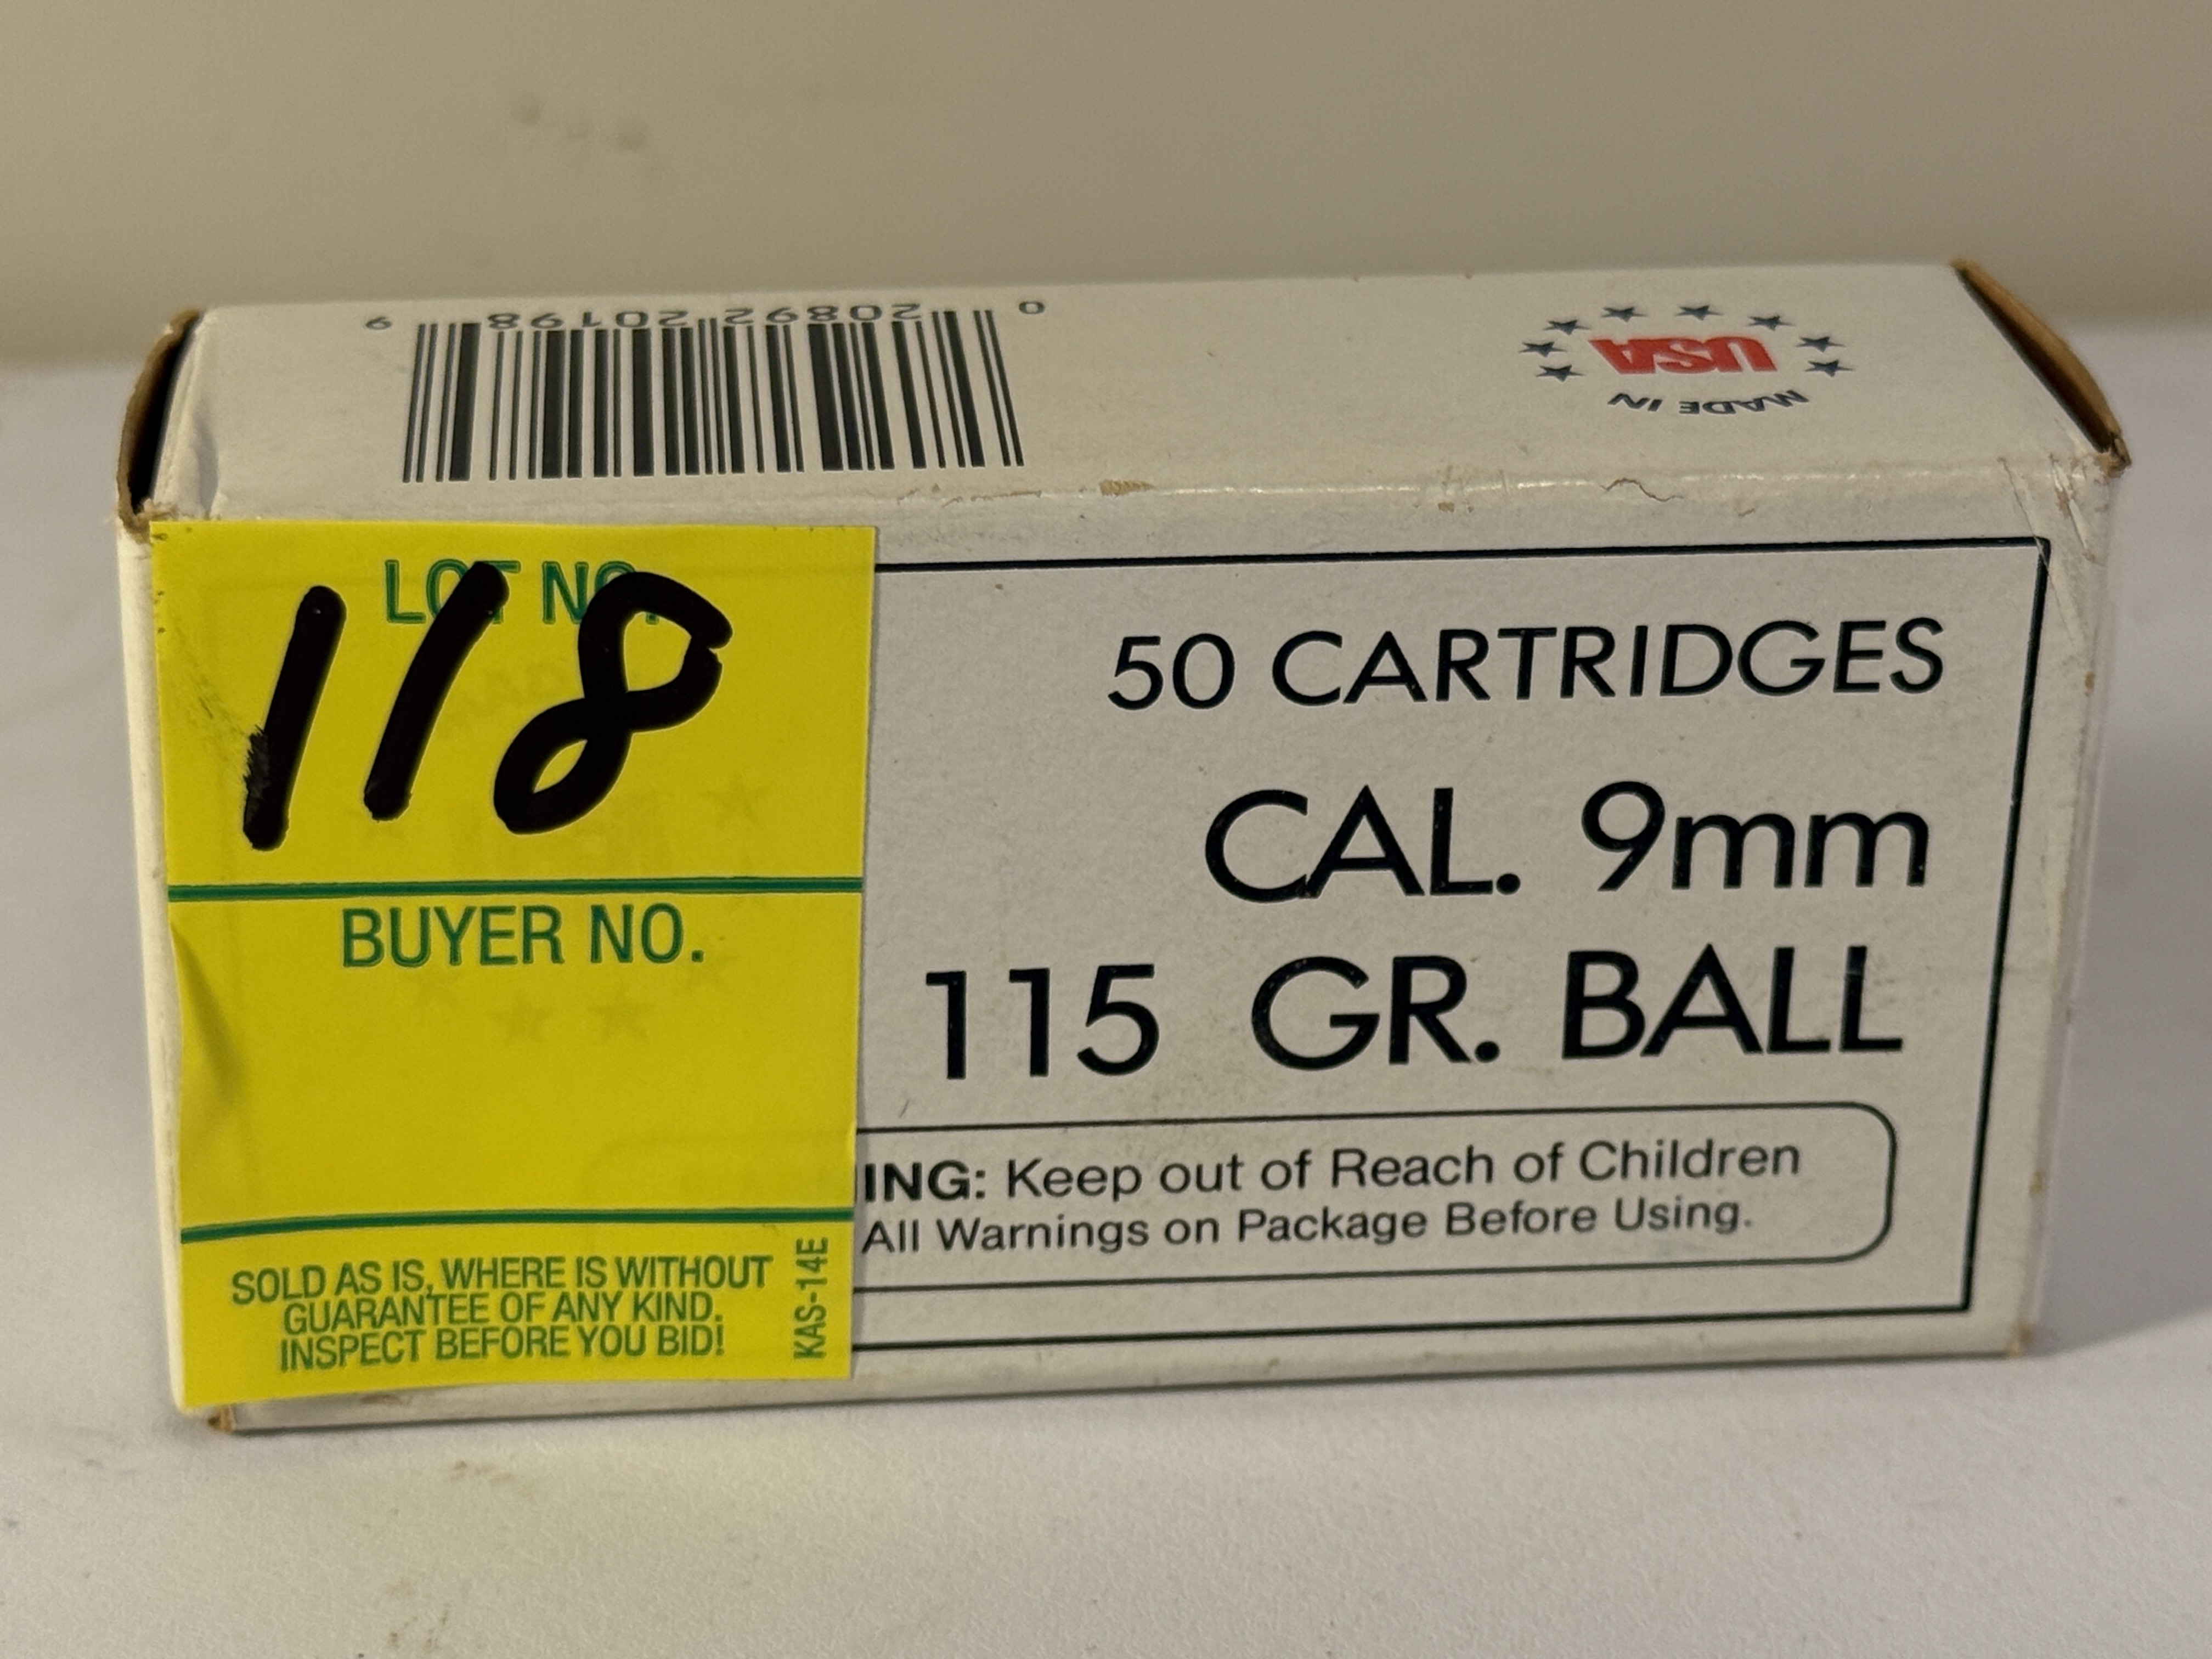 0 20892 20198 9
MADE IN
USA
LOT NO.
118
BUYER NO.
SOLD AS IS, WHERE IS WITHOUT
GUARANTEE OF ANY KIND.
INSPECT BEFORE YOU BID!
KAS-14E
50 CARTRIDGES
CAL. 9mm
115 GR. BALL
ING: Keep out of Reach of Children
All Warnings on Package Before Using.